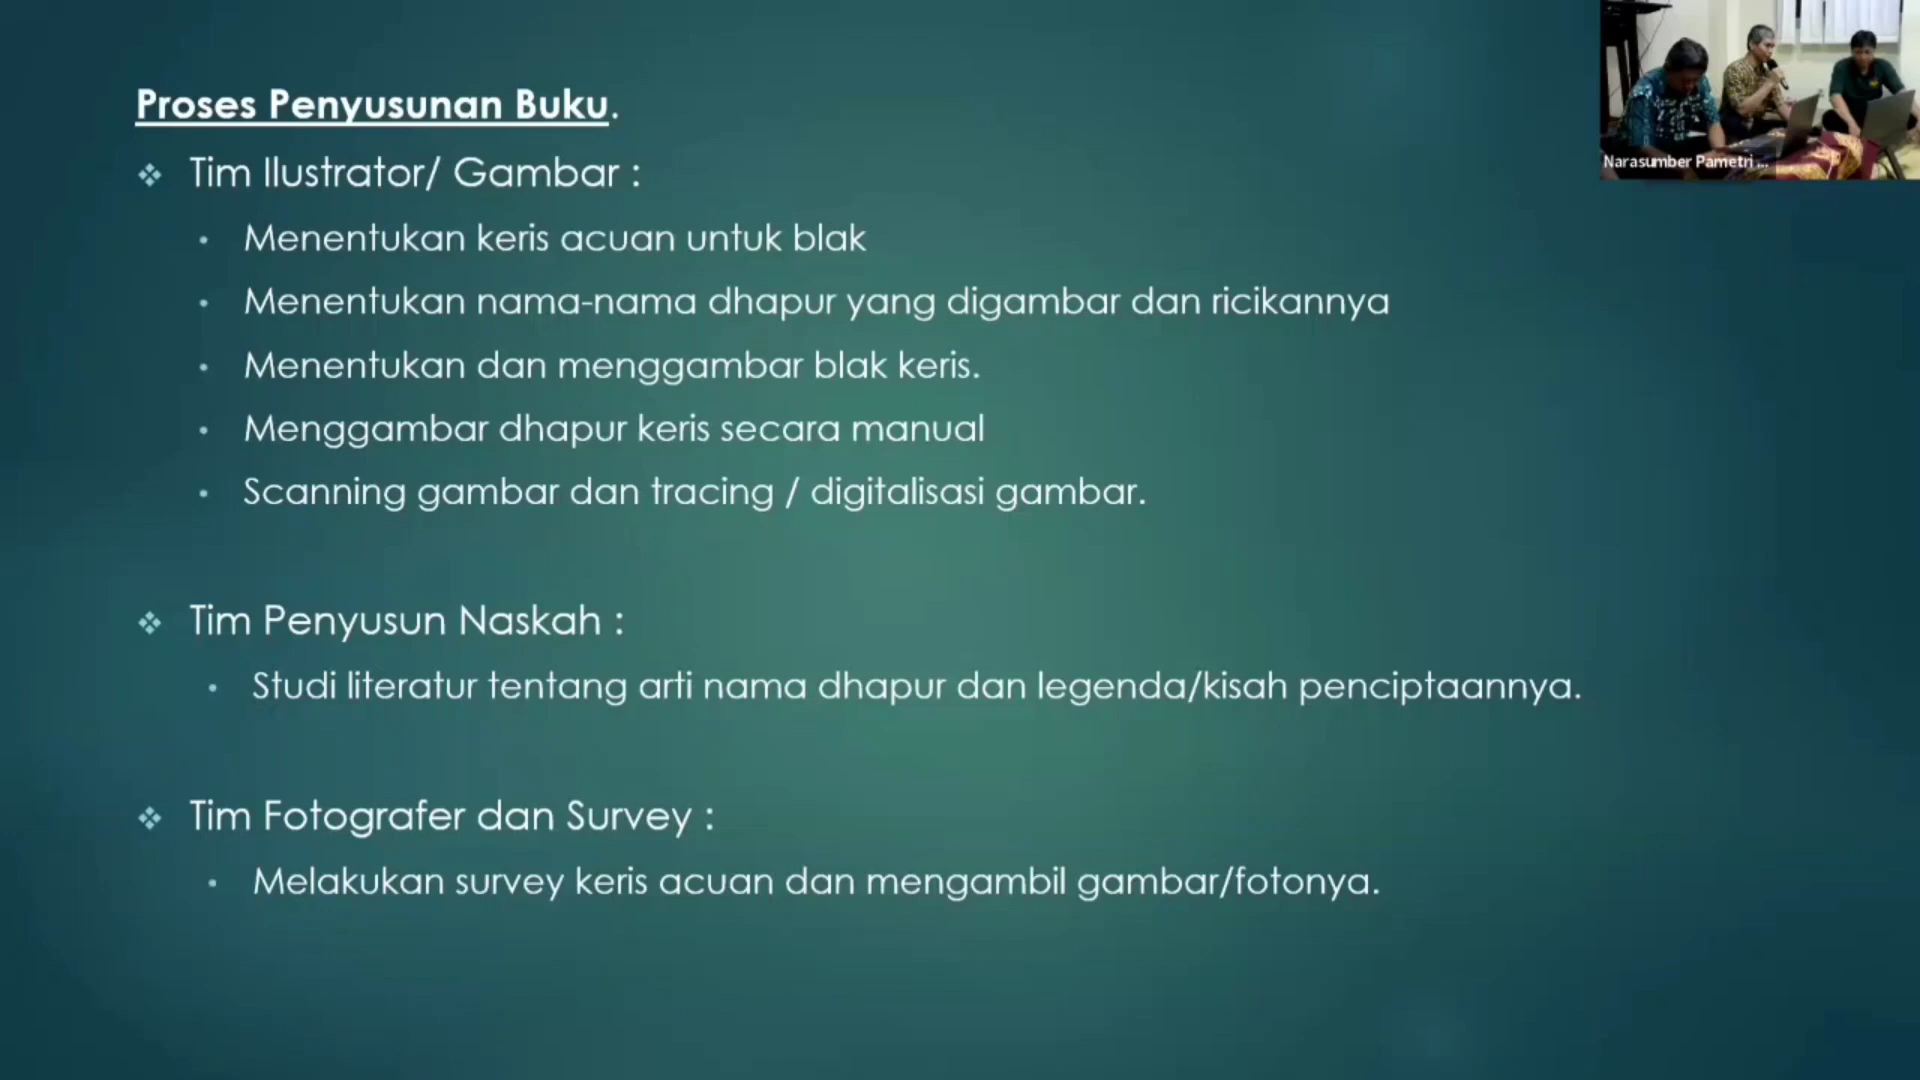 Proses Penyusunan Buku.
Tim Ilustrator/ Gambar :
Menentukan keris acuan untuk blak
Menentukan nama-nama dhapur yang digambar dan ricikannya
Menentukan dan menggambar blak keris.
Menggambar dhapur keris secara manual
Scanning gambar dan tracing / digitalisasi gambar.
Tim Penyusun Naskah :
Studi literatur tentang arti nama dhapur dan legenda/kisah penciptaannya.
Tim Fotografer dan Survey :
Melakukan survey keris acuan dan mengambil gambar/fotonya.
Narasumber Pametri ...